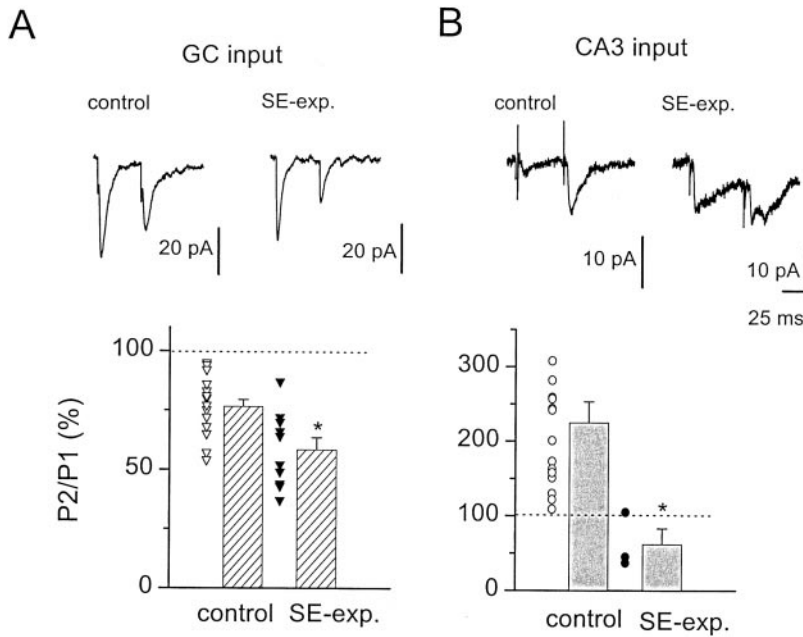 A
GC input
control
SE-exp.
20 pA
20 pA
P2/P1 (%)
100
50
0
control
SE-exp.
*
B
CA3 input
control
SE-exp.
10 pA
10 pA
25 ms
300
200
100
0
control
SE-exp.
*